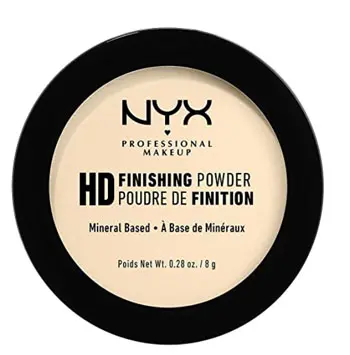 NYX
PROFESSIONAL
MAKEUP
HD FINISHING POWDER
POUDRE DE FINITION
Mineral Based • À Base de Minéraux
Poids Net Wt. 0.28 oz. / 8 g